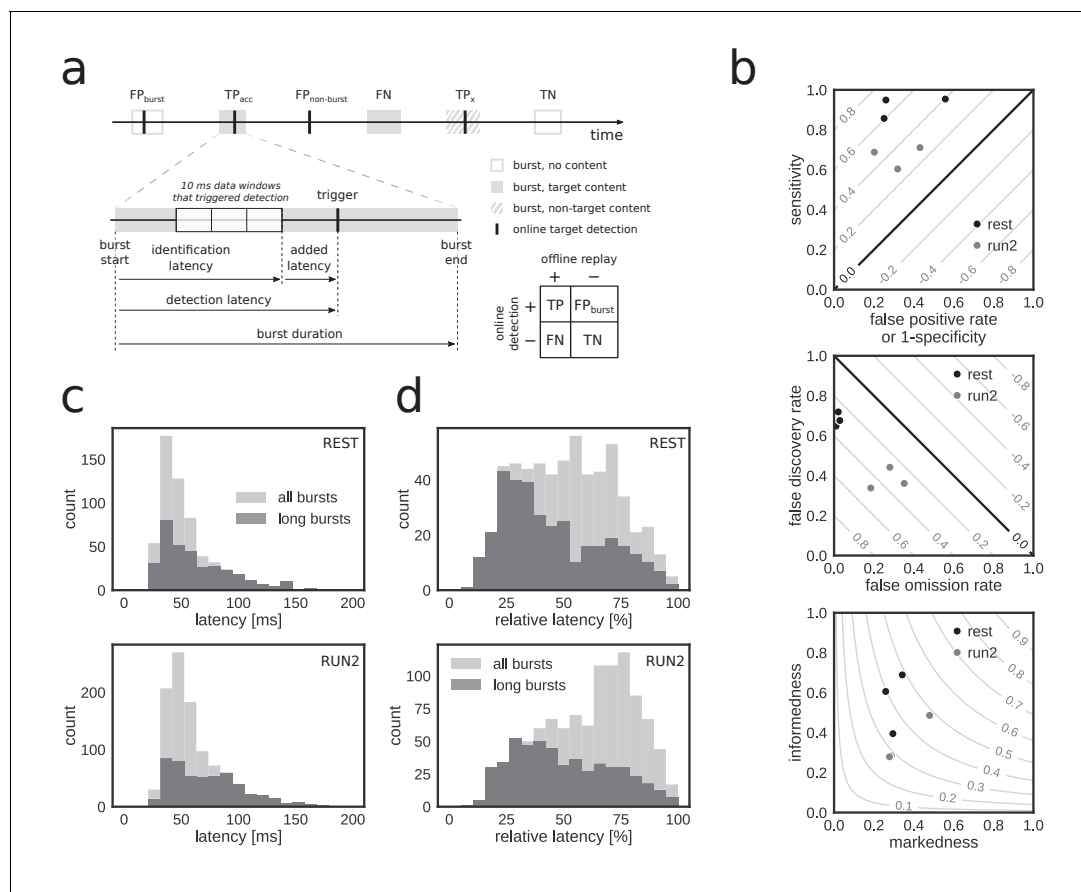 a
FP_burst TP_acc FP_non-burst FN TP_x TN
time
10 ms data windows
that triggered detection
trigger
burst start
identification latency
added latency
burst end
detection latency
burst duration
burst, no content
burst, target content
burst, non-target content
online target detection
offline replay
+ −
online detection
+ TP FP_burst
− FN TN
b
sensitivity
1.0
0.8
0.6
0.4
0.2
0.0
0.8
0.6
0.4
0.2
0.0
-0.2
-0.4
-0.6
-0.8
rest
run2
0.0 0.2 0.4 0.6 0.8 1.0
false positive rate
or 1-specificity
false discovery rate
1.0
0.8
0.6
0.4
0.2
0.0
rest
run2
-0.8
-0.6
-0.4
-0.2
0.8
0.6
0.4
0.2
0.0
0.0 0.2 0.4 0.6 0.8 1.0
false omission rate
informedness
1.0
0.8
0.6
0.4
0.2
0.0
rest
run2
0.9
0.8
0.7
0.6
0.5
0.4
0.3
0.2
0.1
0.0 0.2 0.4 0.6 0.8 1.0
markedness
c
REST
count
150
100
50
0
all bursts
long bursts
0 50 100 150 200
latency [ms]
RUN2
count
200
100
0
0 50 100 150 200
latency [ms]
d
REST
count
40
20
0
0 25 50 75 100
relative latency [%]
RUN2
all bursts
long bursts
count
100
75
50
25
0
0 25 50 75 100
relative latency [%]